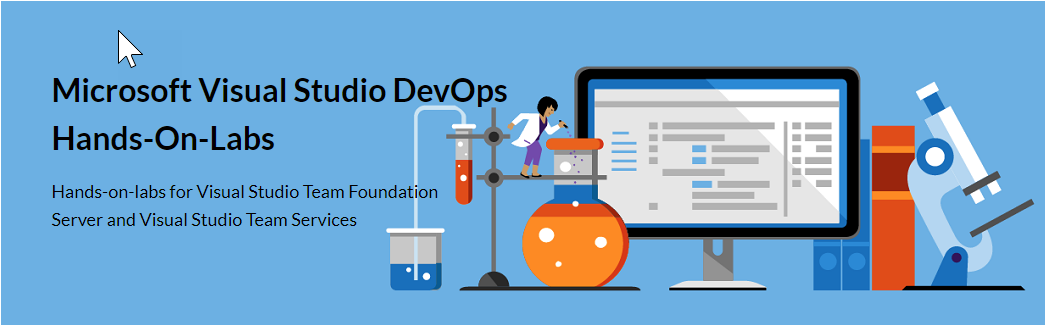 Microsoft Visual Studio DevOps
Hands-On-Labs
Hands-on-labs for Visual Studio Team Foundation
Server and Visual Studio Team Services